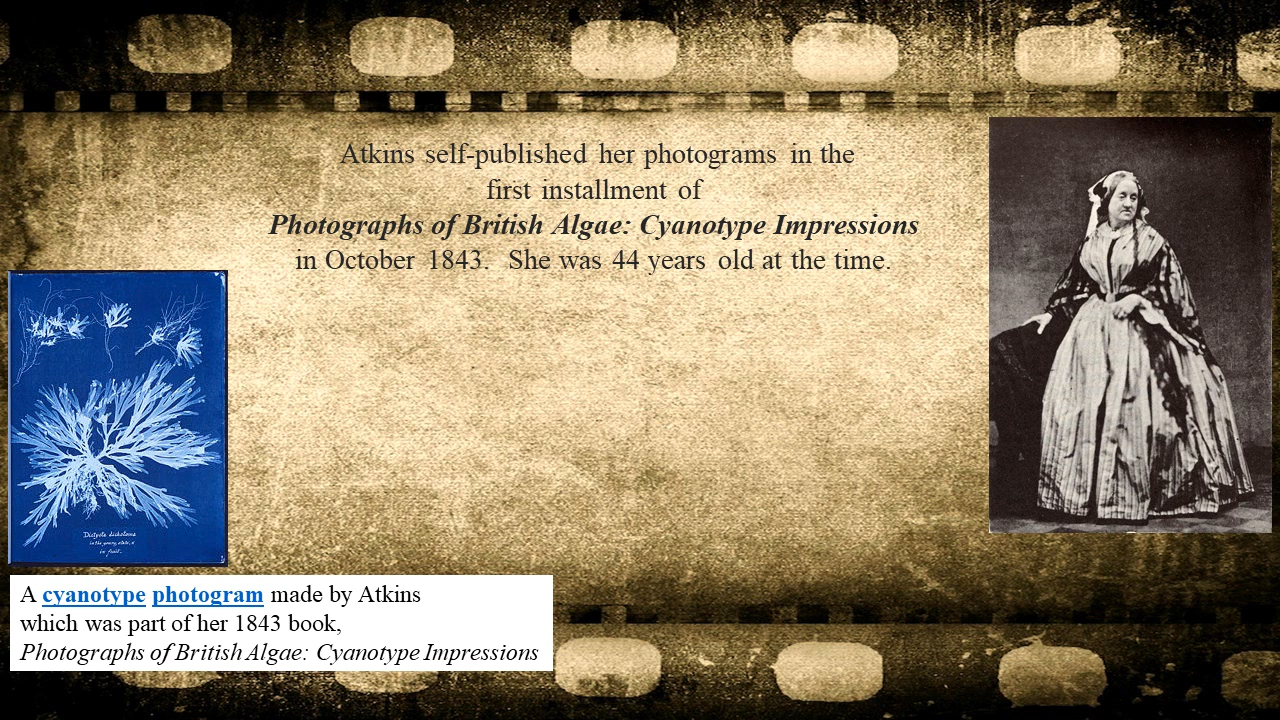 Atkins self-published her photograms in the
first installment of
Photographs of British Algae: Cyanotype Impressions
in October 1843. She was 44 years old at the time.
Dictyota dichotoma
in the young state, &
in fruit.
A cyanotype photogram made by Atkins
which was part of her 1843 book,
Photographs of British Algae: Cyanotype Impressions